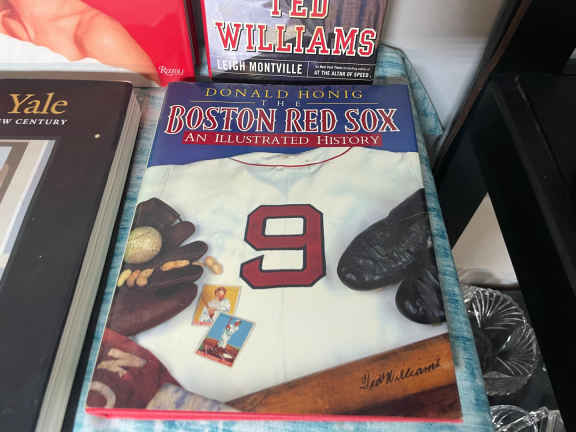 TED
WILLIAMS
LEIGH MONTVILLE
AT THE ALTAR OF SPEED
Rizzoli
Yale
NEW CENTURY
DONALD HONIG
THE
BOSTON RED SOX
AN ILLUSTRATED HISTORY
9
Ted Williams